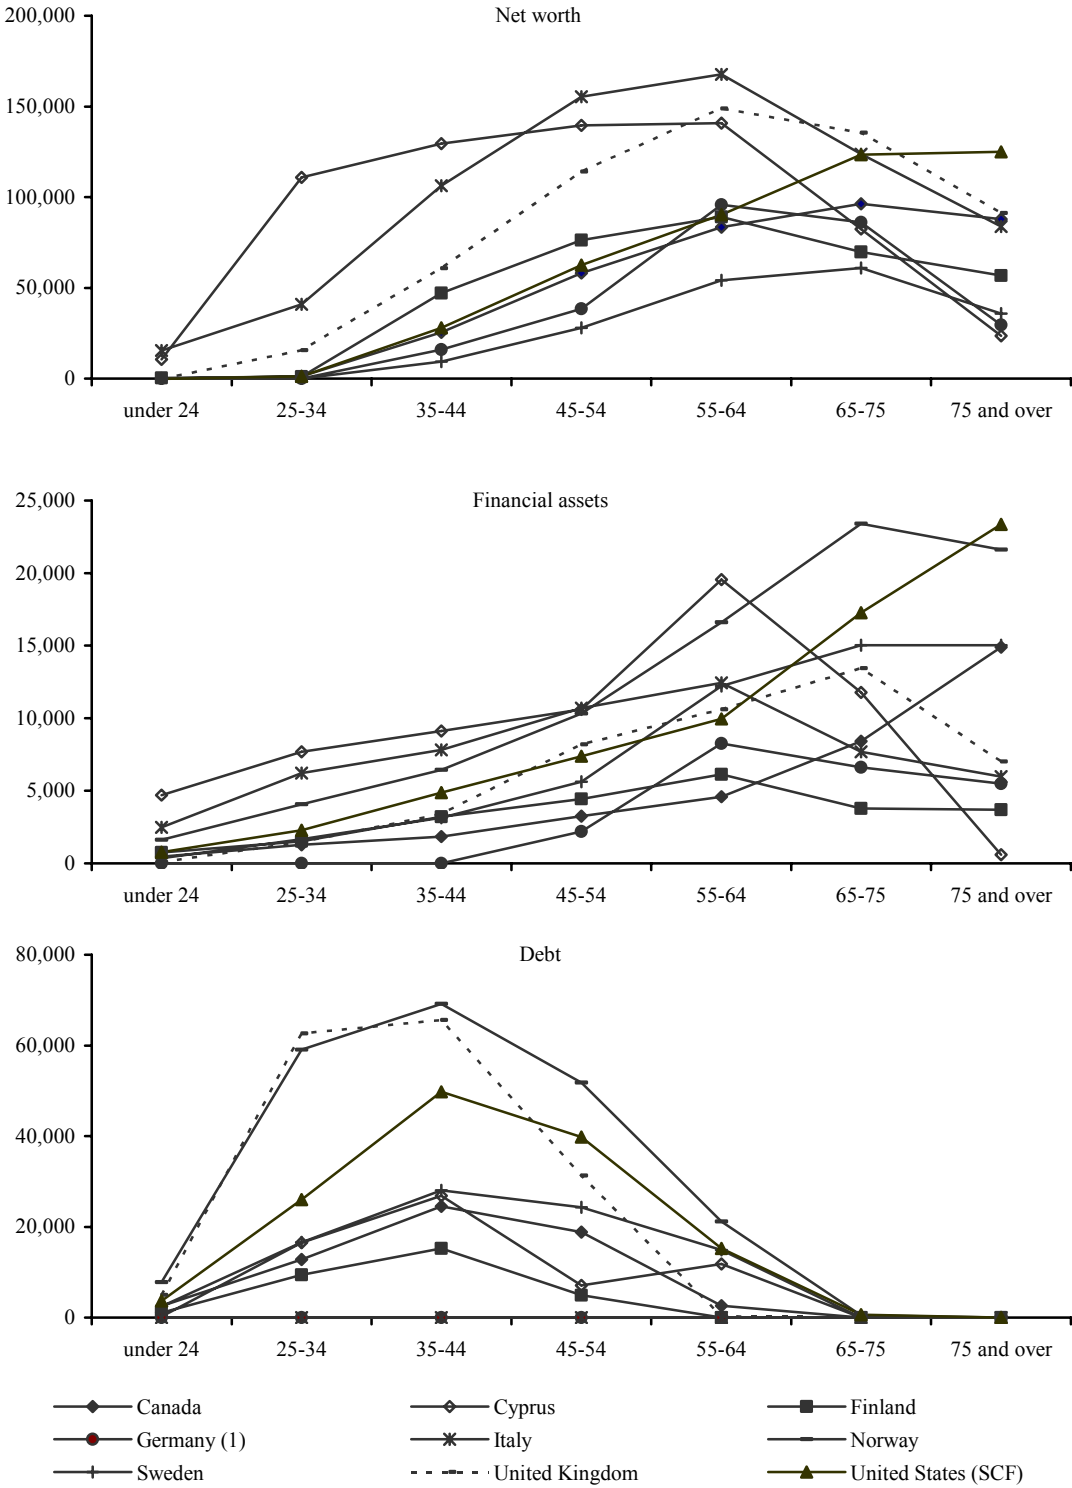 Net worth
200,000
150,000
100,000
50,000
0
under 24 25-34 35-44 45-54 55-64 65-75 75 and over
Financial assets
25,000
20,000
15,000
10,000
5,000
0
under 24 25-34 35-44 45-54 55-64 65-75 75 and over
Debt
80,000
60,000
40,000
20,000
0
under 24 25-34 35-44 45-54 55-64 65-75 75 and over
Canada Cyprus Finland
Germany (1) Italy Norway
Sweden United Kingdom United States (SCF)